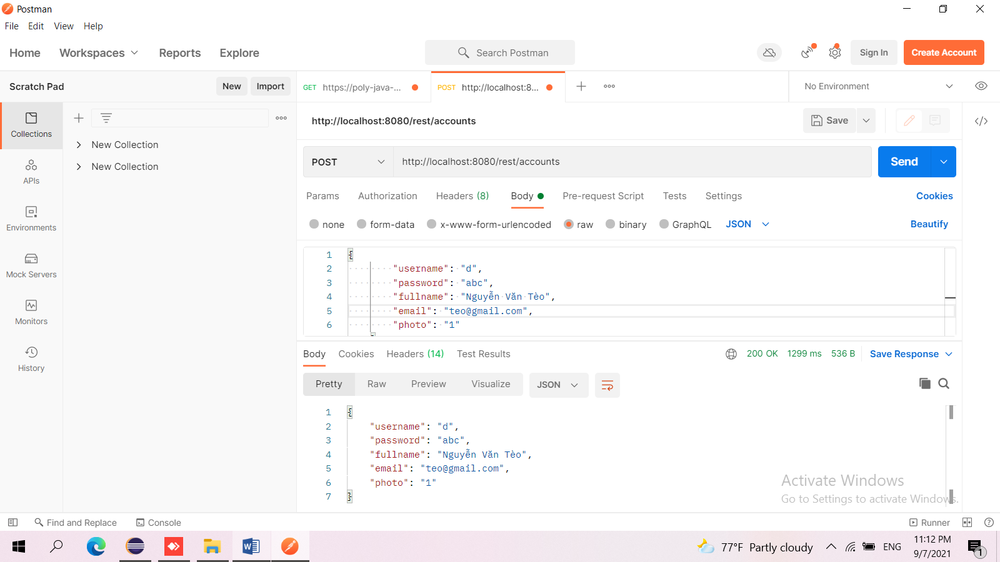 Postman
File Edit View Help
Home Workspaces Reports Explore Search Postman Sign In Create Account
Scratch Pad New Import GET https://poly-java-... POST http://localhost:8... No Environment
http://localhost:8080/rest/accounts Save
Collections
New Collection
New Collection
APIs
Environments
Mock Servers
Monitors
History
POST http://localhost:8080/rest/accounts Send
Params Authorization Headers (8) Body Pre-request Script Tests Settings Cookies
none form-data x-www-form-urlencoded raw binary GraphQL JSON Beautify
1 {
2 "username": "d",
3 "password": "abc",
4 "fullname": "Nguyễn Văn Tèo",
5 "email": "teo@gmail.com",
6 "photo": "1"
Body Cookies Headers (14) Test Results 200 OK 1299 ms 536 B Save Response
Pretty Raw Preview Visualize JSON
1 {
2 "username": "d",
3 "password": "abc",
4 "fullname": "Nguyễn Văn Tèo",
5 "email": "teo@gmail.com",
6 "photo": "1"
7 }
Activate Windows
Go to Settings to activate Windows.
Find and Replace Console Runner
77°F Partly cloudy ENG 11:12 PM
9/7/2021
1